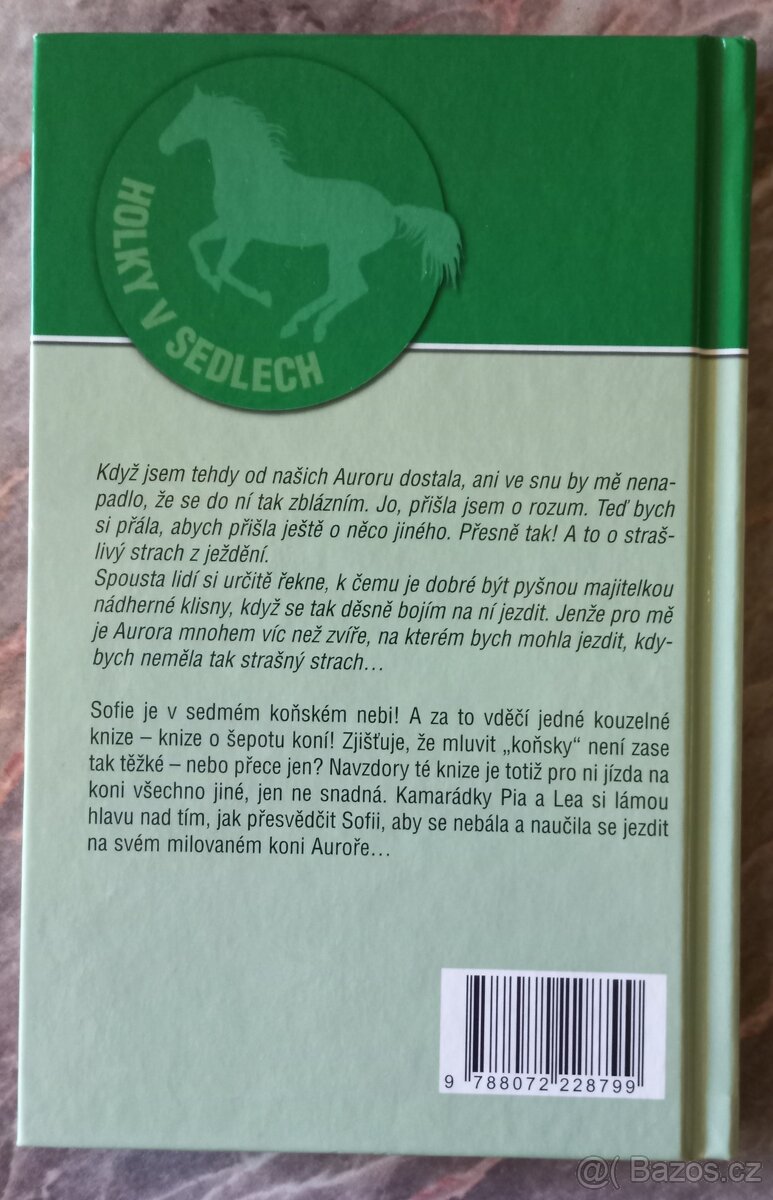 HOLKY V SEDLECH
Když jsem tehdy od našich Auroru dostala, ani ve snu by mě nena-
padlo, že se do ní tak zblázním. Jo, přišla jsem o rozum. Teď bych
si přála, abych přišla ještě o něco jiného. Přesně tak! A to o straš-
livý strach z ježdění.
Spousta lidí si určitě řekne, k čemu je dobré být pyšnou majitelkou
nádherné klisny, když se tak děsně bojím na ní jezdit. Jenže pro mě
je Aurora mnohem víc než zvíře, na kterém bych mohla jezdit, kdy-
bych neměla tak strašný strach…
Sofie je v sedmém koňském nebi! A za to vděčí jedné kouzelné
knize – knize o šepotu koní! Zjišťuje, že mluvit „koňsky“ není zase
tak těžké – nebo přece jen? Navzdory té knize je totiž pro ni jízda na
koni všechno jiné, jen ne snadná. Kamarádky Pia a Lea si lámou
hlavu nad tím, jak přesvědčit Sofii, aby se nebála a naučila se jezdit
na svém milovaném koni Auroře…
9 788072 228799
@( Bazos.cz